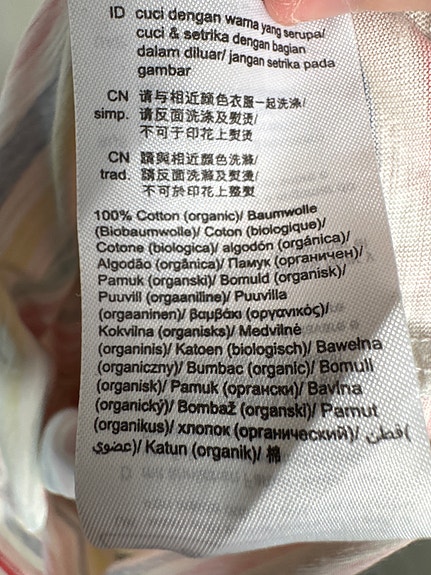 ID cuci dengan warna yang serupa/
cuci & setrika dengan bagian
dalam diluar/ jangan setrika pada
gambar
CN 请与相近颜色衣服一起洗涤/
simp. 请反面洗涤及熨烫/
不可于印花上熨烫
CN 請與相近顏色洗滌/
trad. 請反面洗滌及熨燙/
不可於印花上整熨
100% Cotton (organic)/ Baumwolle
(Biobaumwolle)/ Coton (biologique)/
Cotone (biologica)/ algodón (orgánica)/
Algodão (orgânica)/ Памук (органичен)/
Pamuk (organski)/ Bomuld (organisk)/
Puuvill (orgaaniline)/ Puuvilla
(orgaaninen)/ βαμβάκι (οργανικός)/
Kokvilna (organisks)/ Medvilnė
(organinis)/ Katoen (biologisch)/ Bawełna
(organiczny)/ Bumbac (organic)/ Bomull
(organisk)/ Pamuk (органски)/ Bavlna
(organický)/ Bombaž (organski)/ Pamut
(organikus)/ хлопок (органический)/ قطن(
عضوي)/ Katun (organik)/ 棉